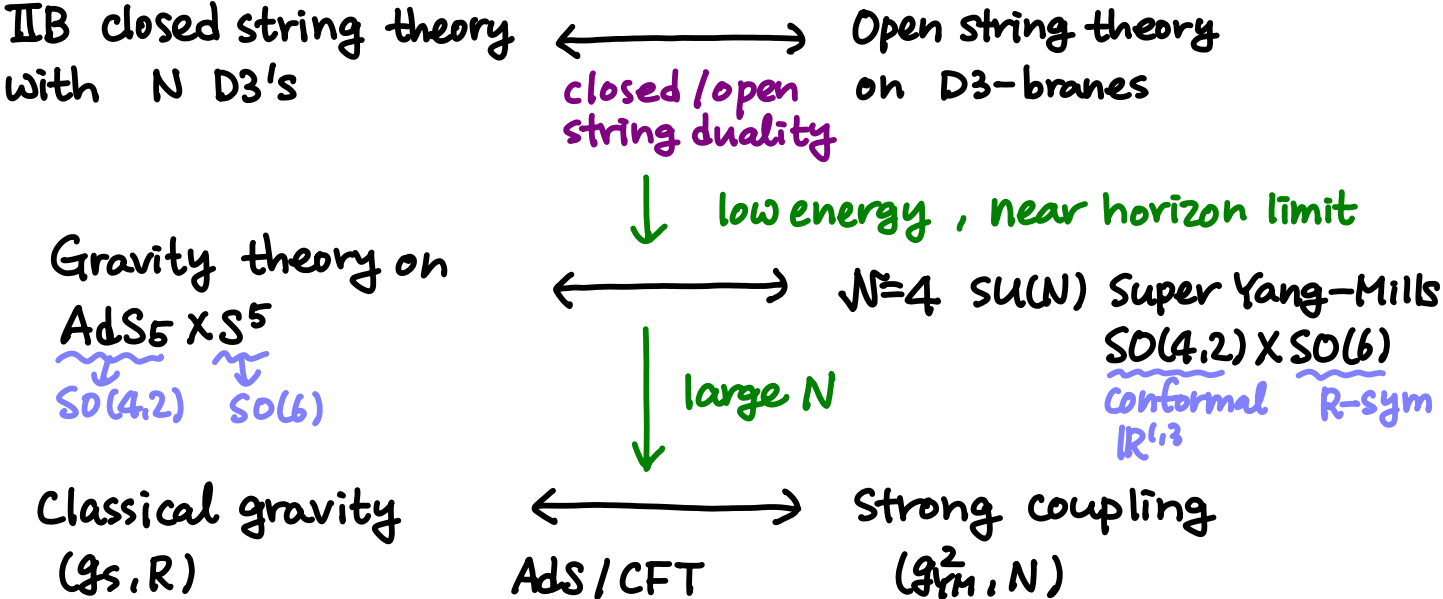 IIB closed string theory
with N D3's
Open string theory
on D3-branes
closed/open
string duality
low energy, near horizon limit
Gravity theory on
AdS₅ × S⁵
SO(4,2) SO(6)
𝒩=4 SU(N) Super Yang-Mills
SO(4,2) × SO(6)
conformal R-sym
ℝ¹,³
large N
Classical gravity
(gs, R)
AdS/CFT
Strong coupling
(g²YM, N)